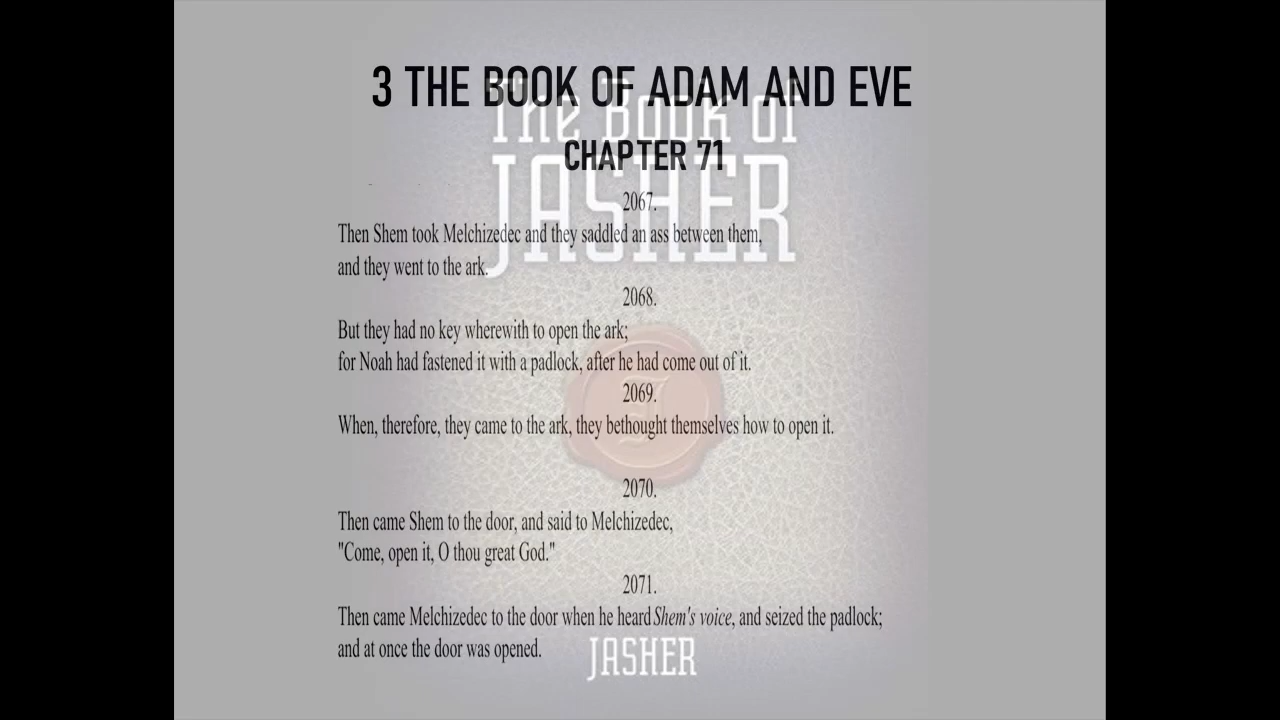 3 THE BOOK OF ADAM AND EVE
The Book of
CHAPTER 71
JASHER
2067.
Then Shem took Melchizedec and they saddled an ass between them,
and they went to the ark.
2068.
But they had no key wherewith to open the ark;
for Noah had fastened it with a padlock, after he had come out of it.
2069.
When, therefore, they came to the ark, they bethought themselves how to open it.
J
2070.
Then came Shem to the door, and said to Melchizedec,
"Come, open it, O thou great God."
2071.
Then came Melchizedec to the door when he heard Shem's voice, and seized the padlock;
and at once the door was opened.
JASHER